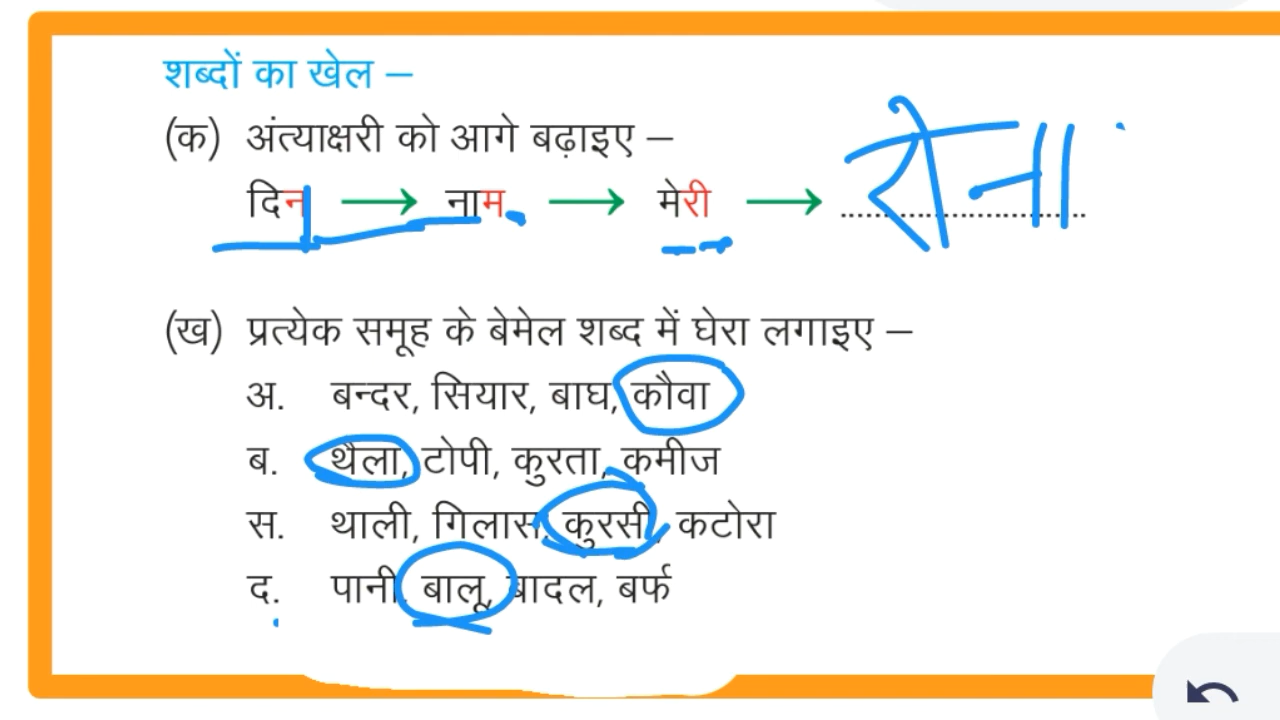 शब्दों का खेल –
(क) अंत्याक्षरी को आगे बढ़ाइए –
दिन → नाम → मेरी → रोना
(ख) प्रत्येक समूह के बेमेल शब्द में घेरा लगाइए –
अ. बन्दर, सियार, बाघ, कौवा
ब. थैला, टोपी, कुरता, कमीज
स. थाली, गिलास, कुरसी, कटोरा
द. पानी, बालू, बादल, बर्फ